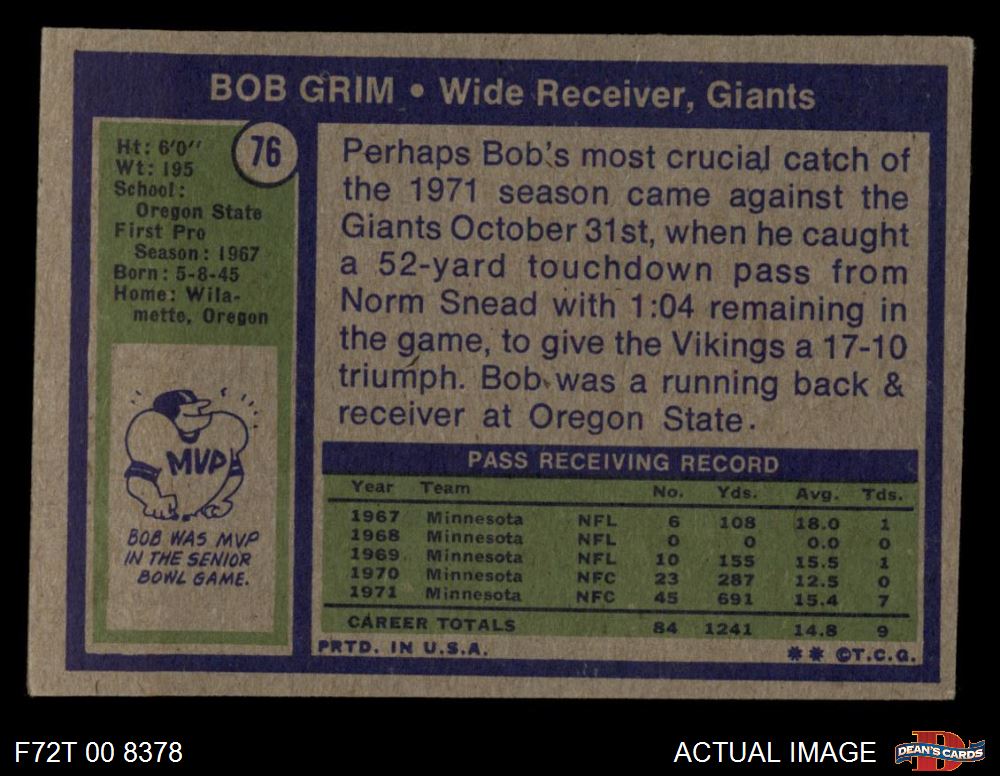 BOB GRIM • Wide Receiver, Giants
76
Ht: 6'0"
Wt: 195
School:
Oregon State
First Pro
Season: 1967
Born: 5-8-45
Home: Wila-
mette, Oregon
MVP
BOB WAS MVP
IN THE SENIOR
BOWL GAME.
Perhaps Bob's most crucial catch of
the 1971 season came against the
Giants October 31st, when he caught
a 52-yard touchdown pass from
Norm Snead with 1:04 remaining in
the game, to give the Vikings a 17-10
triumph. Bob was a running back &
receiver at Oregon State.
PASS RECEIVING RECORD
Year Team No. Yds. Avg. Tds.
1967 Minnesota NFL 6 108 18.0 1
1968 Minnesota NFL 0 0 0.0 0
1969 Minnesota NFL 10 155 15.5 1
1970 Minnesota NFC 23 287 12.5 0
1971 Minnesota NFC 45 691 15.4 7
CAREER TOTALS 84 1241 14.8 9
PRTD. IN U.S.A. ** ©T.C.G.
F72T 00 8378 ACTUAL IMAGE DEAN'S CARDS